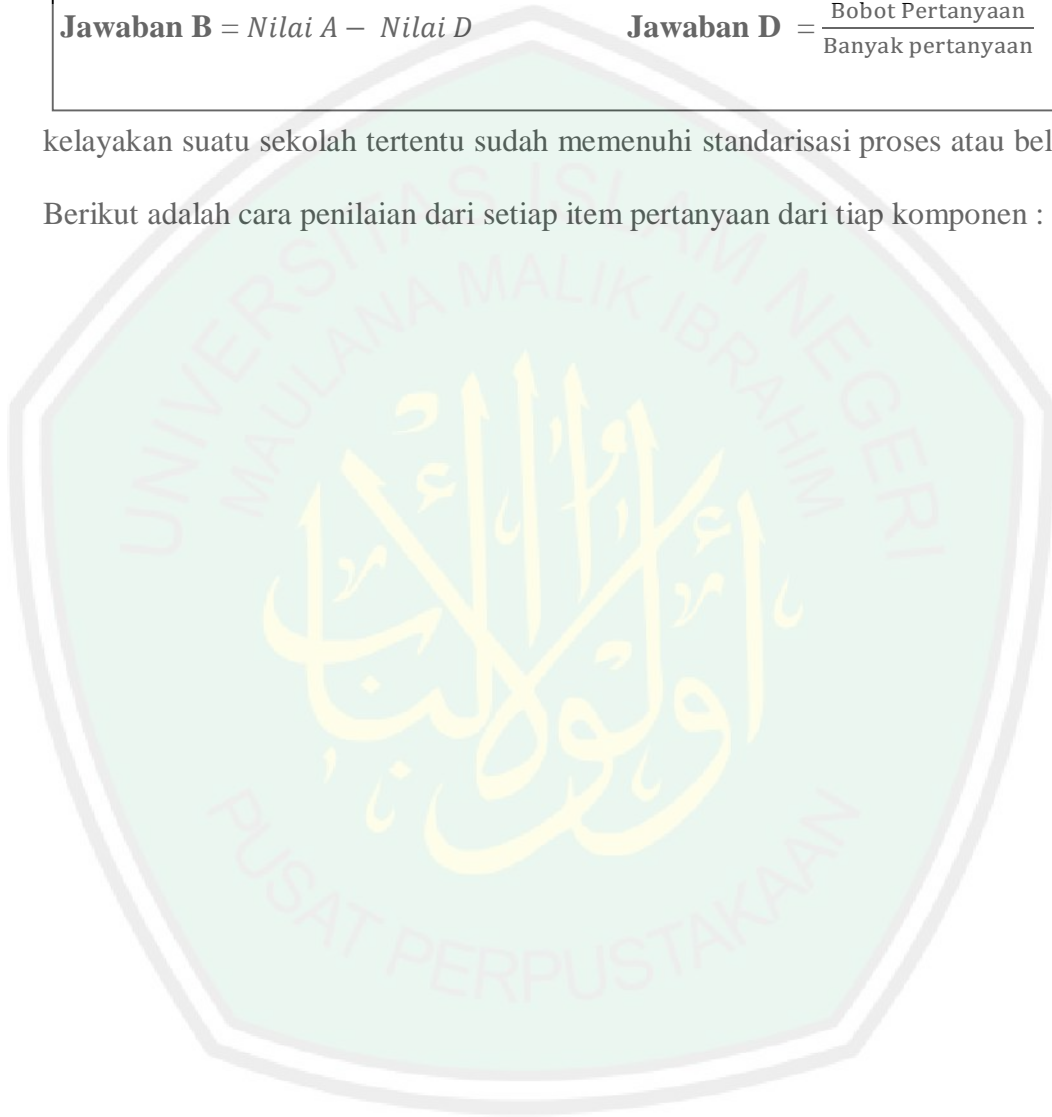 Jawaban B = Nilai A − Nilai D    Jawaban D = Bobot Pertanyaan / Banyak pertanyaan
kelayakan suatu sekolah tertentu sudah memenuhi standarisasi proses atau bel
Berikut adalah cara penilaian dari setiap item pertanyaan dari tiap komponen :
UNIVERSITAS ISLAM NEGERI
MAULANA MALIK IBRAHIM
PUSAT PERPUSTAKAAN